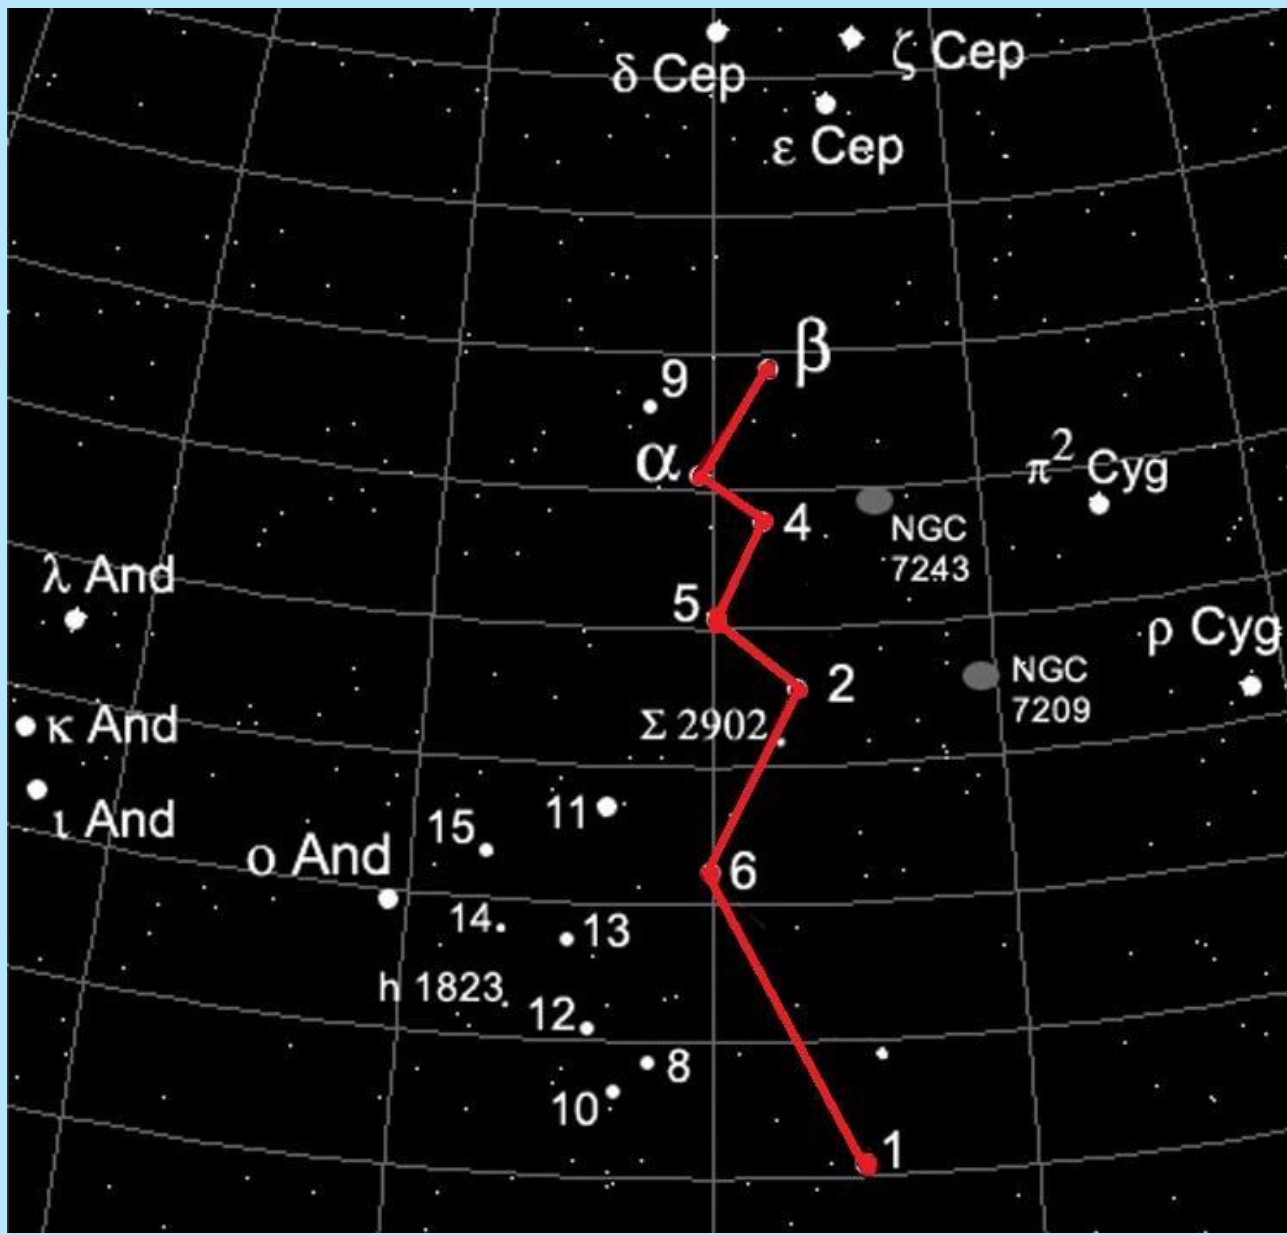 δ Cep
ζ Cep
ε Cep
β
9
α
π² Cyg
4
NGC
7243
λ And
5
ρ Cyg
2
NGC
7209
Σ 2902
κ And
11
ι And
15
ο And
6
14
13
h 1823
12
8
10
1